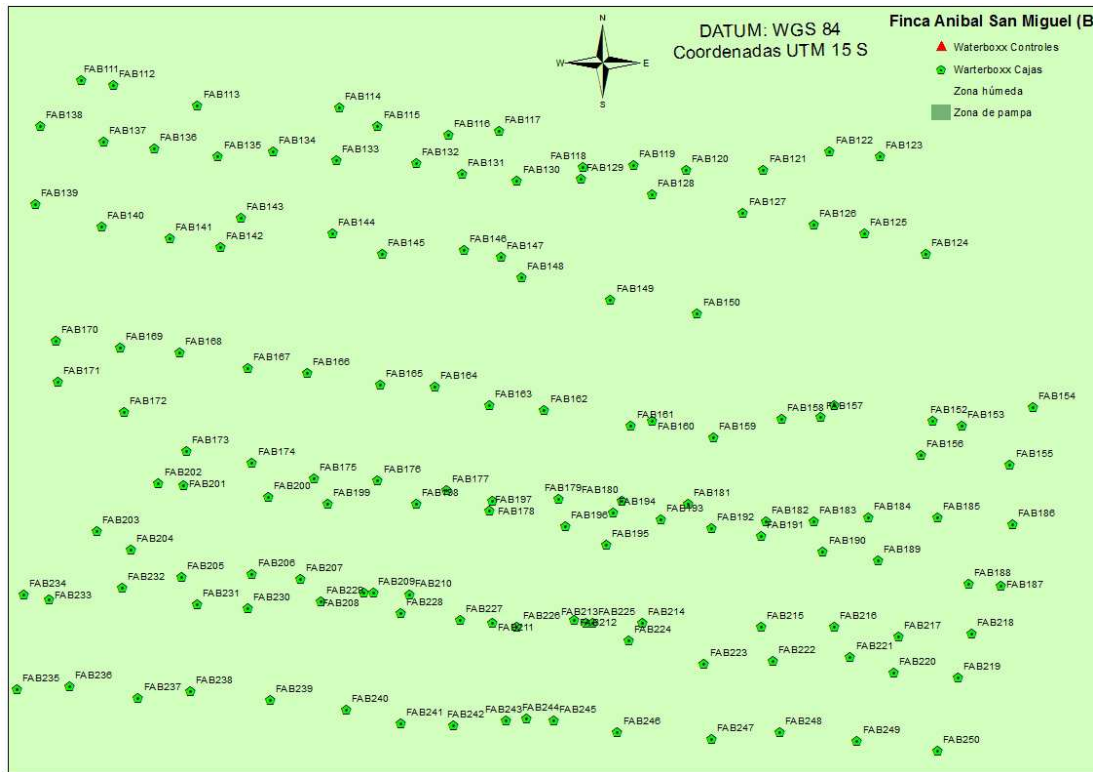 N
W
E
S
DATUM: WGS 84
Coordenadas UTM 15 S
Finca Anibal San Miguel (B
Waterboxx Controles
Warterboxx Cajas
Zona húmeda
Zona de pampa
FAB111
FAB112
FAB113
FAB114
FAB115
FAB116
FAB117
FAB138
FAB137
FAB136
FAB135
FAB134
FAB133
FAB132
FAB131
FAB130
FAB118
FAB129
FAB119
FAB120
FAB121
FAB122
FAB123
FAB128
FAB127
FAB126
FAB125
FAB124
FAB139
FAB140
FAB141
FAB143
FAB142
FAB144
FAB145
FAB146
FAB147
FAB148
FAB149
FAB150
FAB170
FAB169
FAB168
FAB167
FAB166
FAB165
FAB164
FAB163
FAB162
FAB161
FAB160
FAB159
FAB158
FAB157
FAB152
FAB153
FAB154
FAB156
FAB155
FAB171
FAB172
FAB173
FAB174
FAB175
FAB176
FAB177
FAB202
FAB201
FAB200
FAB199
FAB198
FAB197
FAB178
FAB179
FAB180
FAB194
FAB181
FAB196
FAB193
FAB195
FAB192
FAB182
FAB191
FAB183
FAB184
FAB185
FAB186
FAB190
FAB189
FAB188
FAB187
FAB203
FAB204
FAB205
FAB206
FAB207
FAB234
FAB233
FAB232
FAB231
FAB230
FAB208
FAB209
FAB210
FAB228
FAB227
FAB211
FAB226
FAB213
FAB212
FAB225
FAB214
FAB224
FAB215
FAB216
FAB217
FAB218
FAB223
FAB222
FAB221
FAB220
FAB219
FAB235
FAB236
FAB237
FAB238
FAB239
FAB240
FAB241
FAB242
FAB243
FAB244
FAB245
FAB246
FAB247
FAB248
FAB249
FAB250